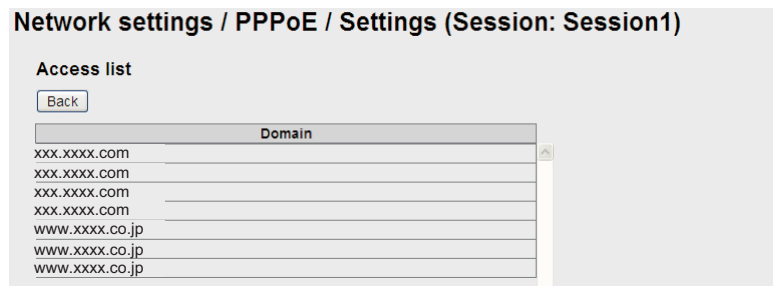 Network settings / PPPoE / Settings (Session: Session1)
Access list
Back
Domain
xxx.xxxx.com
xxx.xxxx.com
xxx.xxxx.com
xxx.xxxx.com
www.xxxx.co.jp
www.xxxx.co.jp
www.xxxx.co.jp